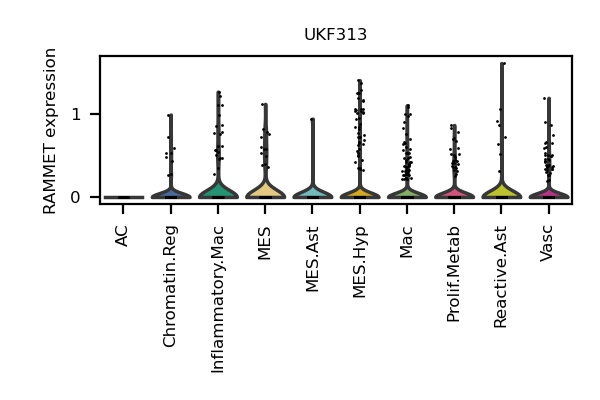 UKF313
RAMMET expression
1
0
AC
Chromatin.Reg
Inflammatory.Mac
MES
MES.Ast
MES.Hyp
Mac
Prolif.Metab
Reactive.Ast
Vasc